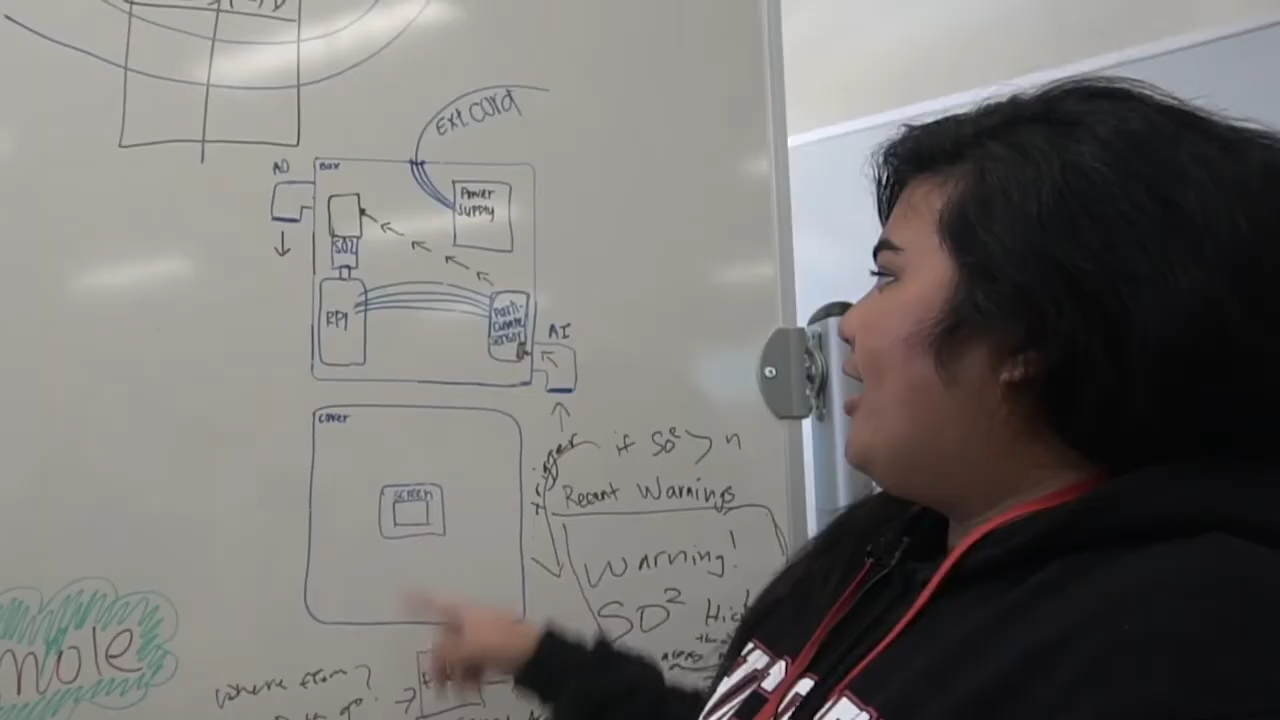 Ext. cord
AO
Box
Power
supply
SO2
RPI
parti-
culate
sensor
AI
cover
screen
trigger
if SO² > n
Recent Warnings
Warning!
SO²
mole
where from?